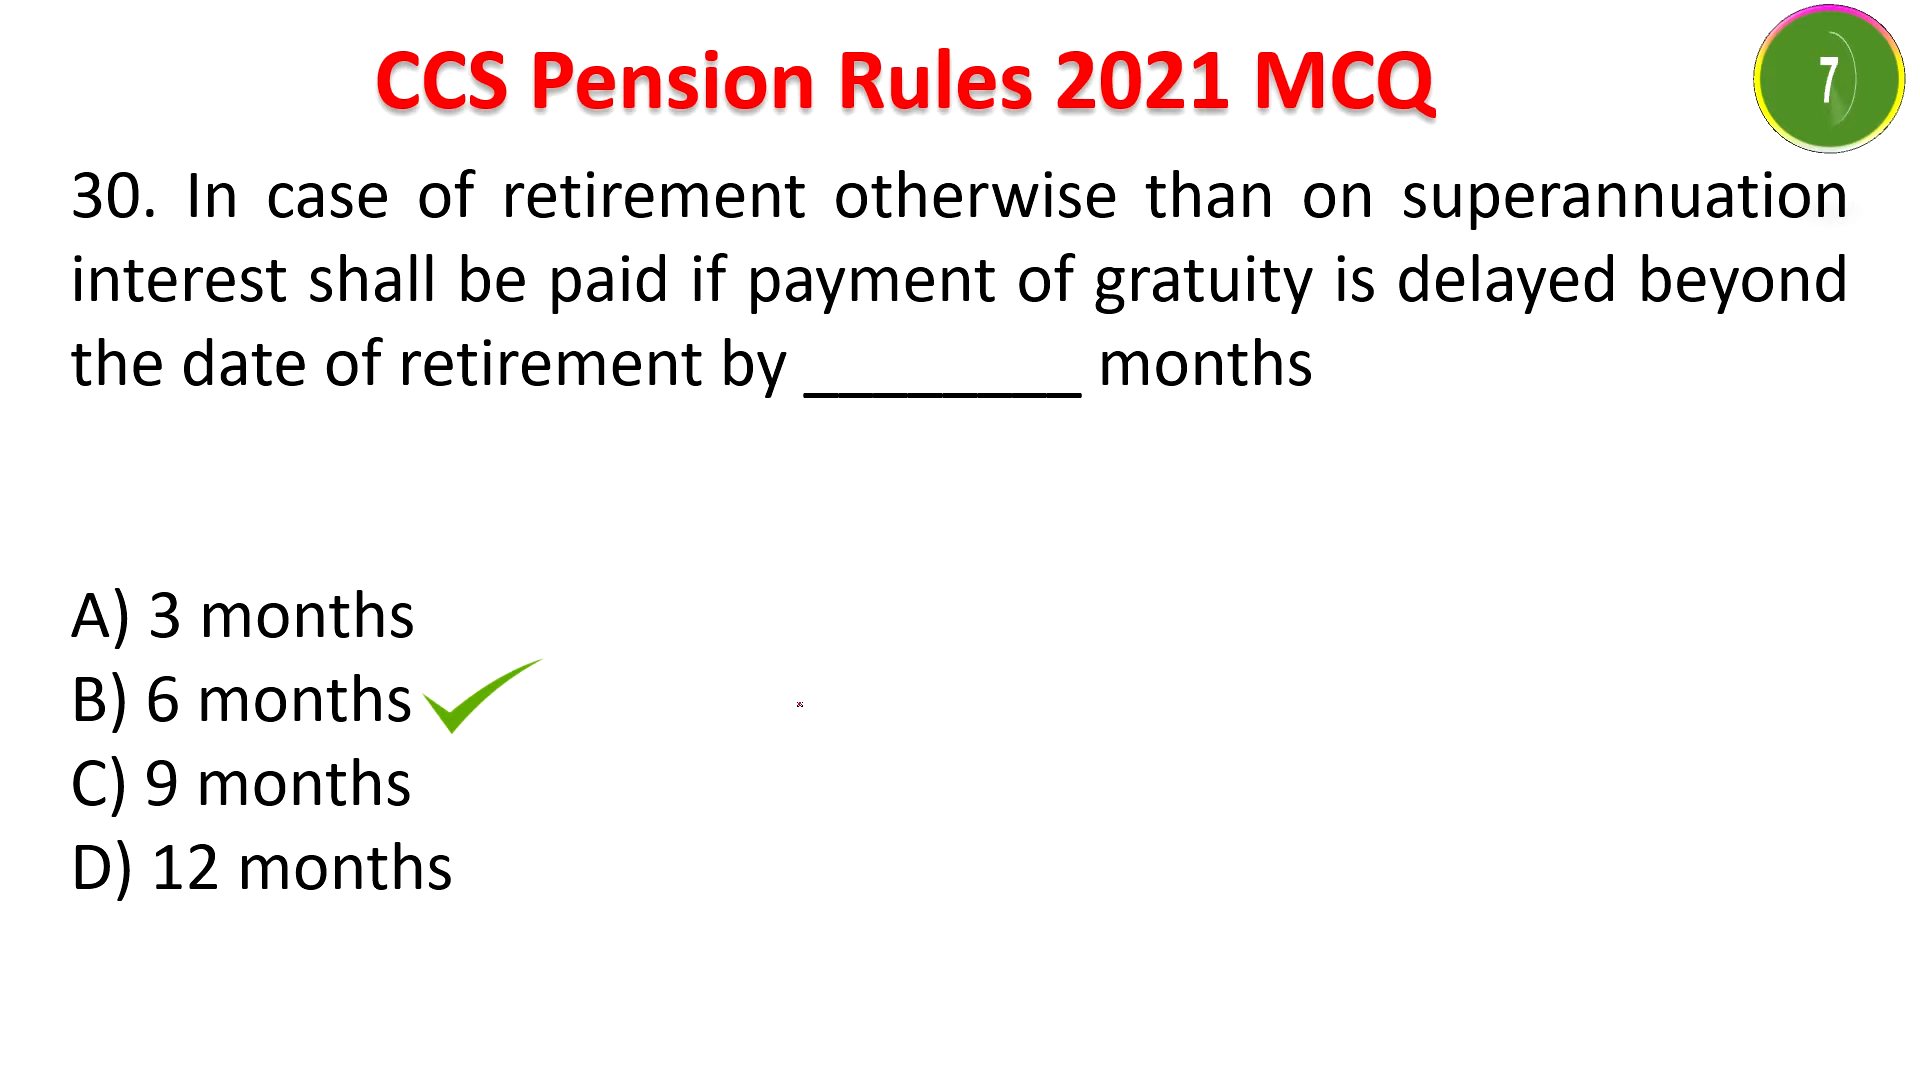 CCS Pension Rules 2021 MCQ
7
30. In case of retirement otherwise than on superannuation
interest shall be paid if payment of gratuity is delayed beyond
the date of retirement by ________ months
A) 3 months
B) 6 months
C) 9 months
D) 12 months